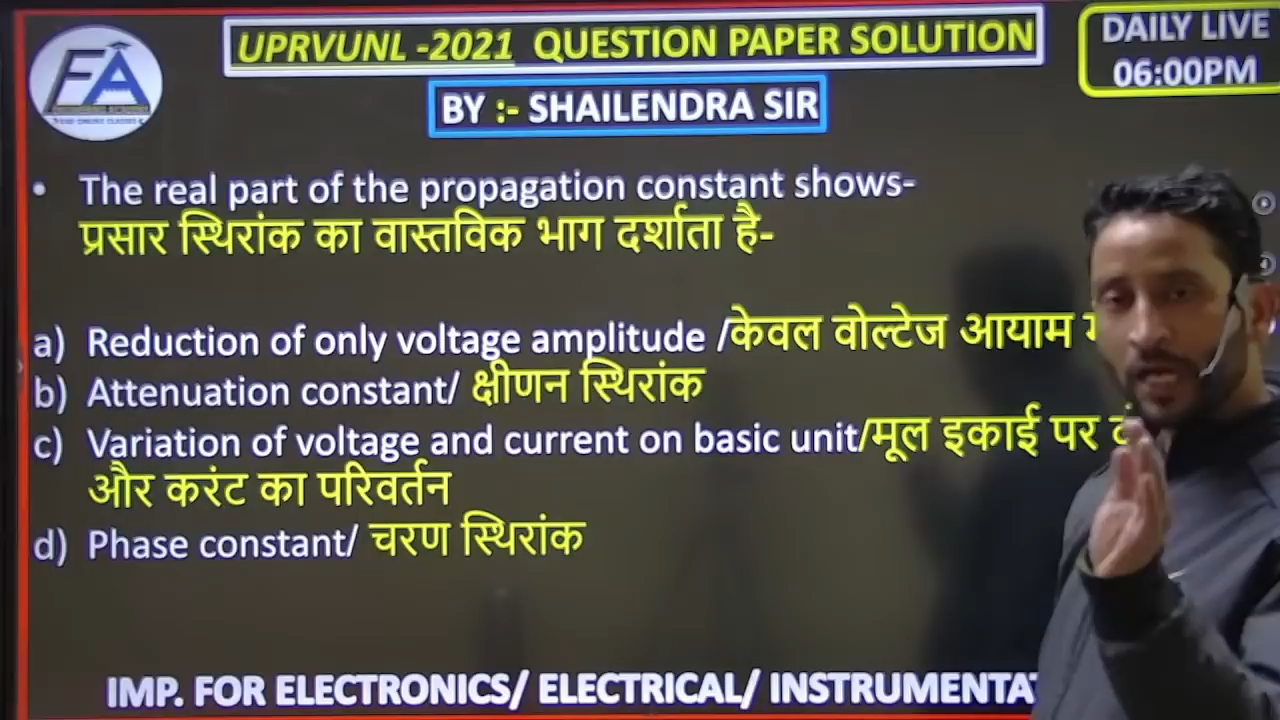 UPRVUNL -2021 QUESTION PAPER SOLUTION
DAILY LIVE
06:00PM
BY :- SHAILENDRA SIR
EA
• The real part of the propagation constant shows-
प्रसार स्थिरांक का वास्तविक भाग दर्शाता है-
a) Reduction of only voltage amplitude /केवल वोल्टेज आयाम
b) Attenuation constant/ क्षीणन स्थिरांक
c) Variation of voltage and current on basic unit/मूल इकाई पर
और करंट का परिवर्तन
d) Phase constant/ चरण स्थिरांक
IMP. FOR ELECTRONICS/ ELECTRICAL/ INSTRUMENTA